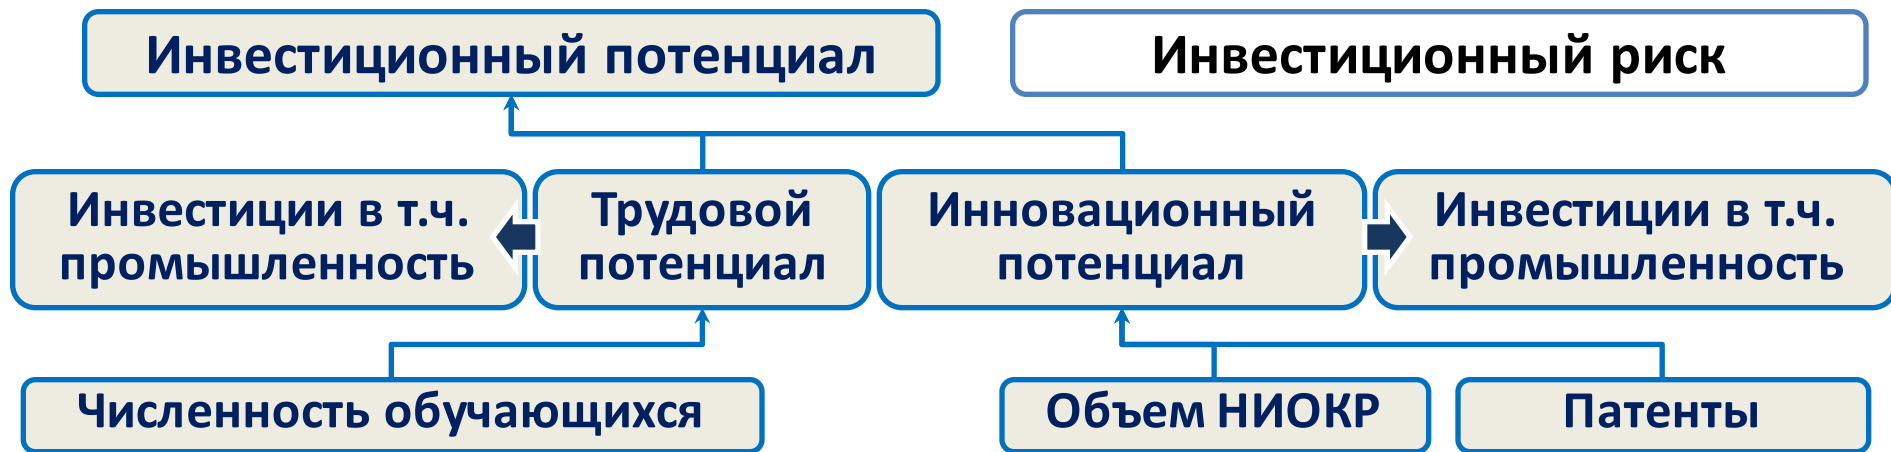 Инвестиционный потенциал
Инвестиционный риск
Инвестиции в т.ч.
промышленность
Трудовой
потенциал
Инновационный
потенциал
Инвестиции в т.ч.
промышленность
Численность обучающихся
Объем НИОКР
Патенты